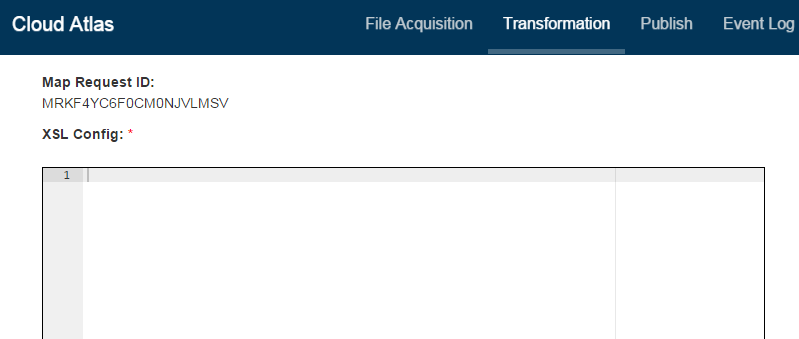 Cloud Atlas File Acquisition Transformation Publish Event Log
Map Request ID:
MRKF4YC6F0CM0NJVLMSV
XSL Config: *
1